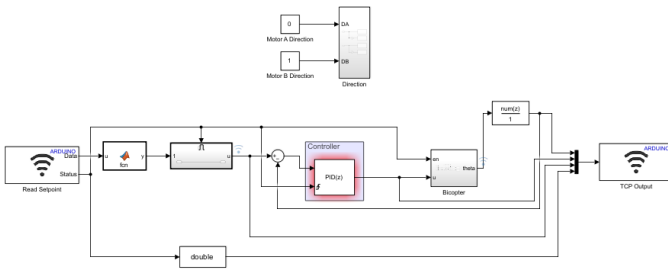 0
Motor A Direction
DA
1
Motor B Direction
DB
Direction
num(z)
1
ARDUINO
Data
Status
Read Setpoint
u
y
fcn
1
u
Controller
PID(z)
en
u
theta
Bicopter
ARDUINO
TCP Output
double